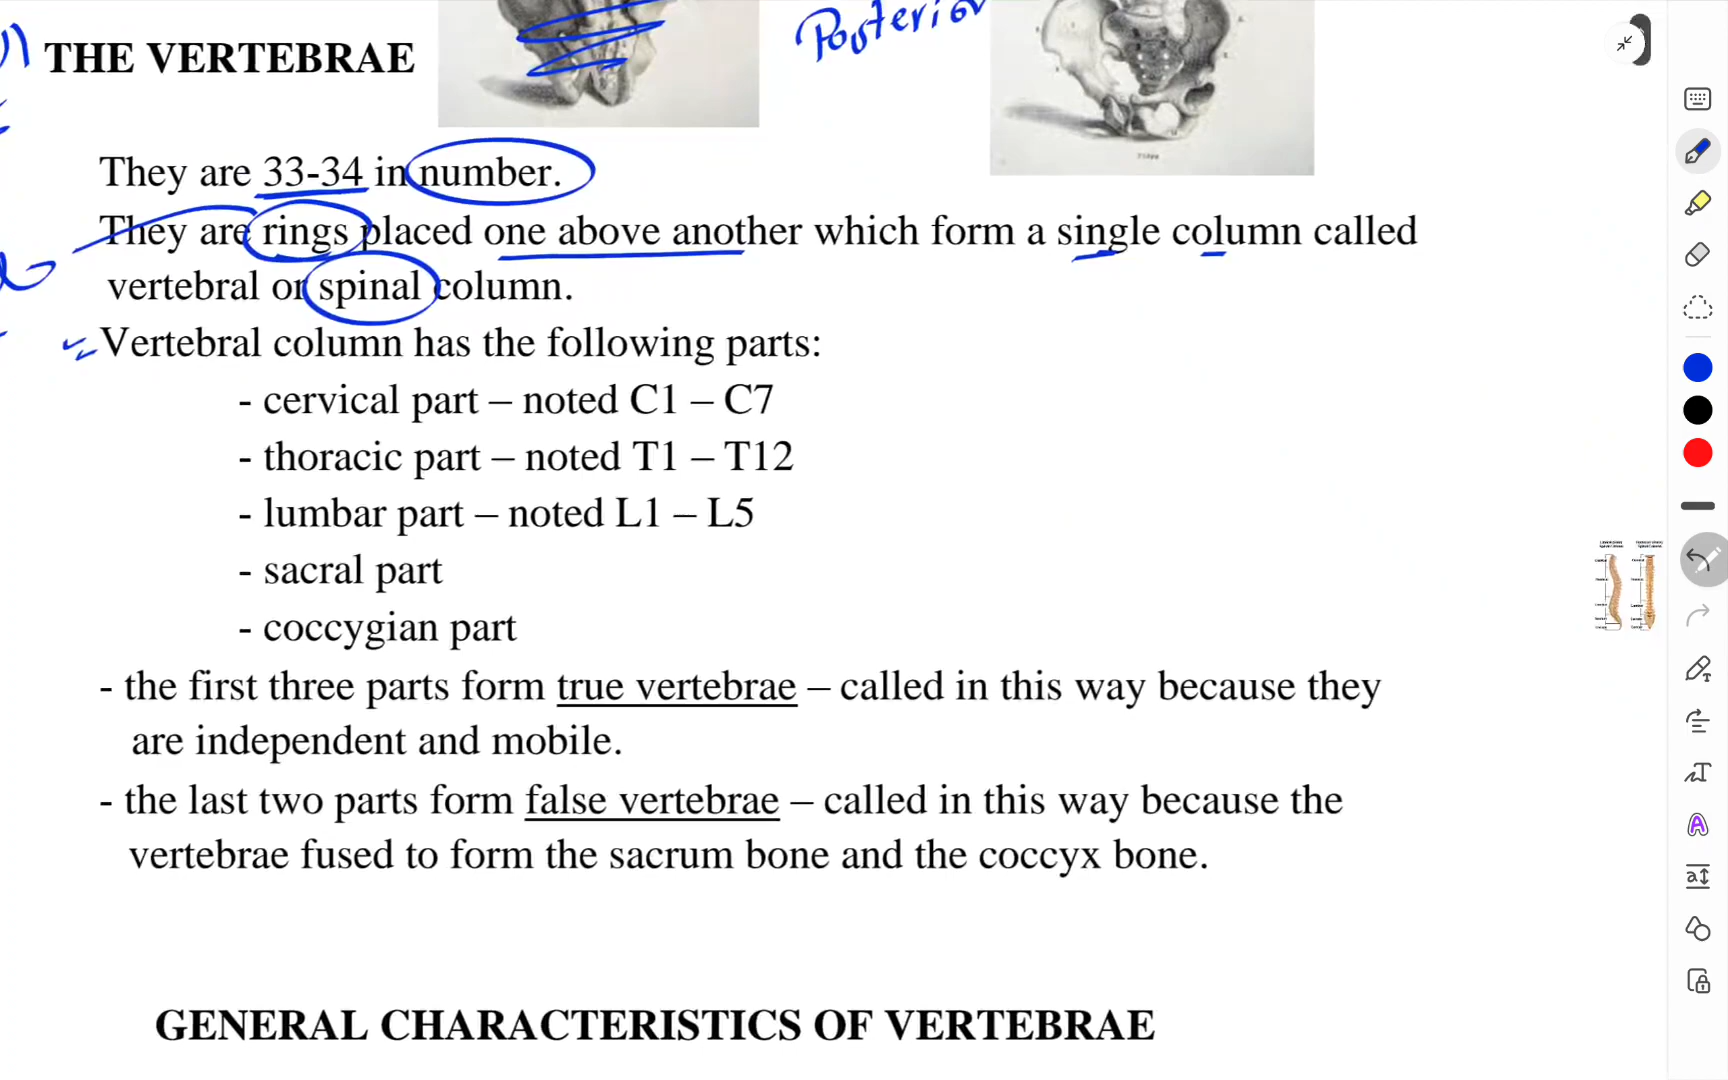 Posterior
THE VERTEBRAE
They are 33-34 in number.
They are rings placed one above another which form a single column called
vertebral or spinal column.
Vertebral column has the following parts:
- cervical part – noted C1 – C7
- thoracic part – noted T1 – T12
- lumbar part – noted L1 – L5
- sacral part
- coccygian part
- the first three parts form true vertebrae – called in this way because they
are independent and mobile.
- the last two parts form false vertebrae – called in this way because the
vertebrae fused to form the sacrum bone and the coccyx bone.
GENERAL CHARACTERISTICS OF VERTEBRAE